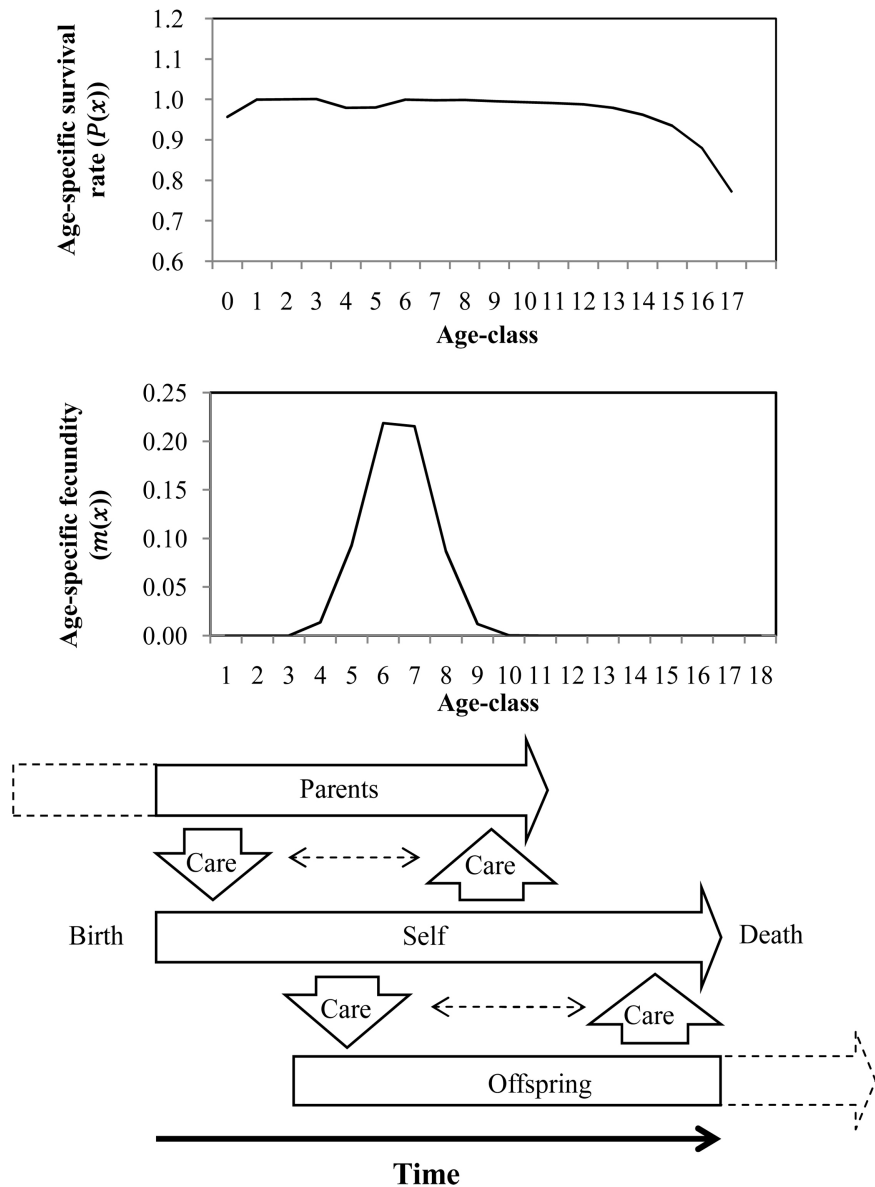 Age-specific survival
rate (P(x))
1.2
1.1
1.0
0.9
0.8
0.7
0.6
0 1 2 3 4 5 6 7 8 9 10 11 12 13 14 15 16 17
Age-class
Age-specific fecundity
(m(x))
0.25
0.20
0.15
0.10
0.05
0.00
1 2 3 4 5 6 7 8 9 10 11 12 13 14 15 16 17 18
Age-class
Parents
Care
Care
Birth
Self
Death
Care
Care
Offspring
Time